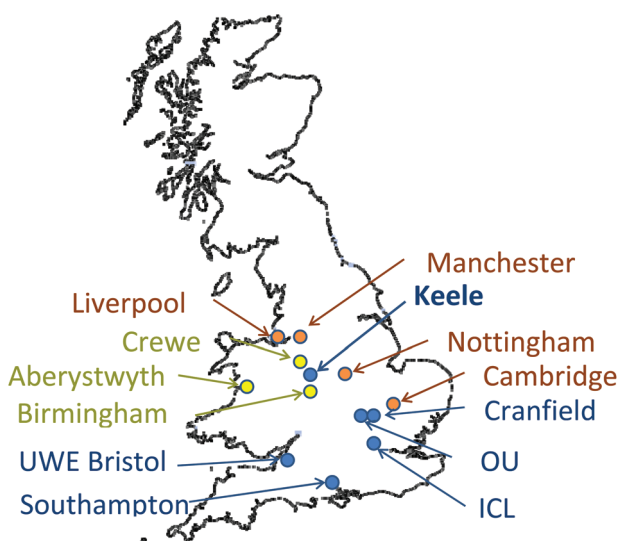 Manchester
Keele
Liverpool
Crewe
Nottingham
Aberystwyth
Cambridge
Birmingham
Cranfield
UWE Bristol
OU
Southampton
ICL